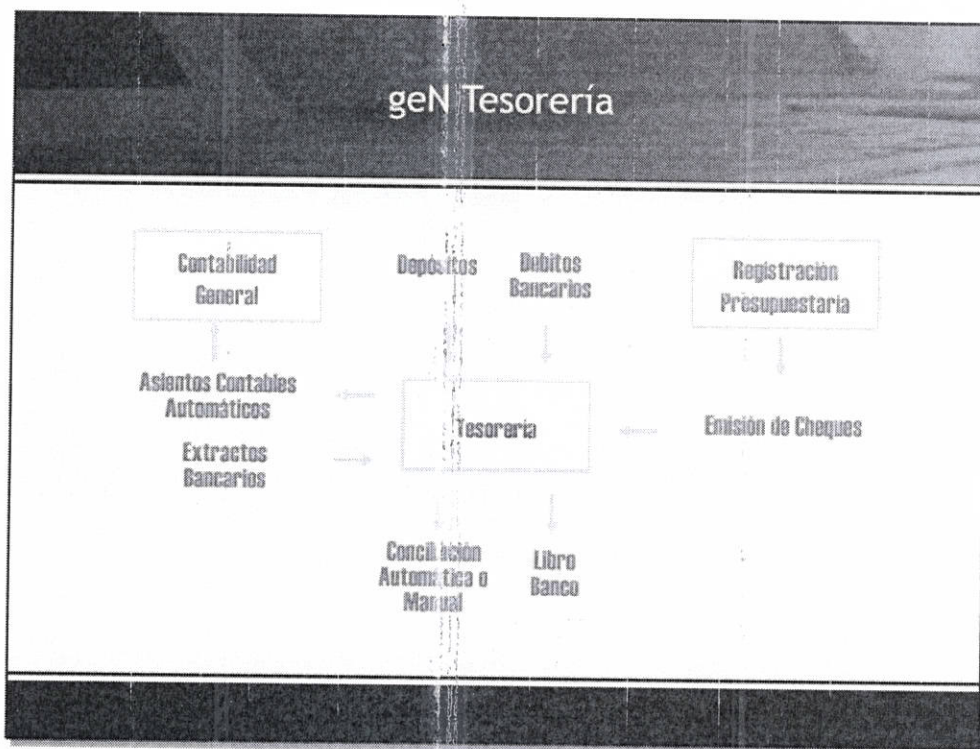 geN Tesorería
Contabilidad
General
Depósitos
Débitos
Bancarios
Registración
Presupuestaria
Asientos Contables
Automáticos
Tesorería
Emisión de Cheques
Extractos
Bancarios
Conciliación
Automática o
Manual
Libro
Banco